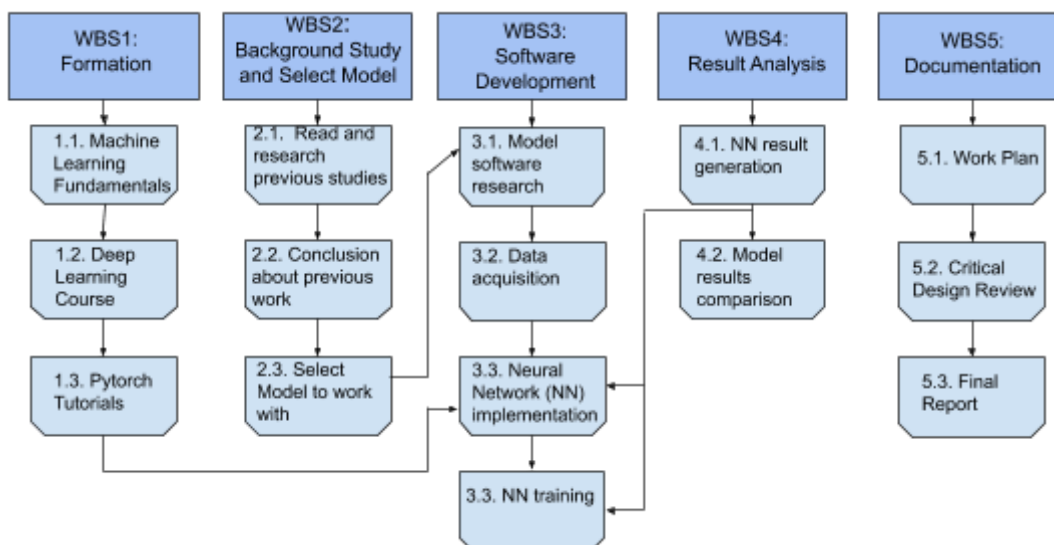 WBS1:
Formation
WBS2:
Background Study
and Select Model
WBS3:
Software
Development
WBS4:
Result Analysis
WBS5:
Documentation
1.1. Machine
Learning
Fundamentals
1.2. Deep
Learning
Course
1.3. Pytorch
Tutorials
2.1. Read and
research
previous studies
2.2. Conclusion
about previous
work
2.3. Select
Model to work
with
3.1. Model
software
research
3.2. Data
acquisition
3.3. Neural
Network (NN)
implementation
3.3. NN training
4.1. NN result
generation
4.2. Model
results
comparison
5.1. Work Plan
5.2. Critical
Design Review
5.3. Final
Report